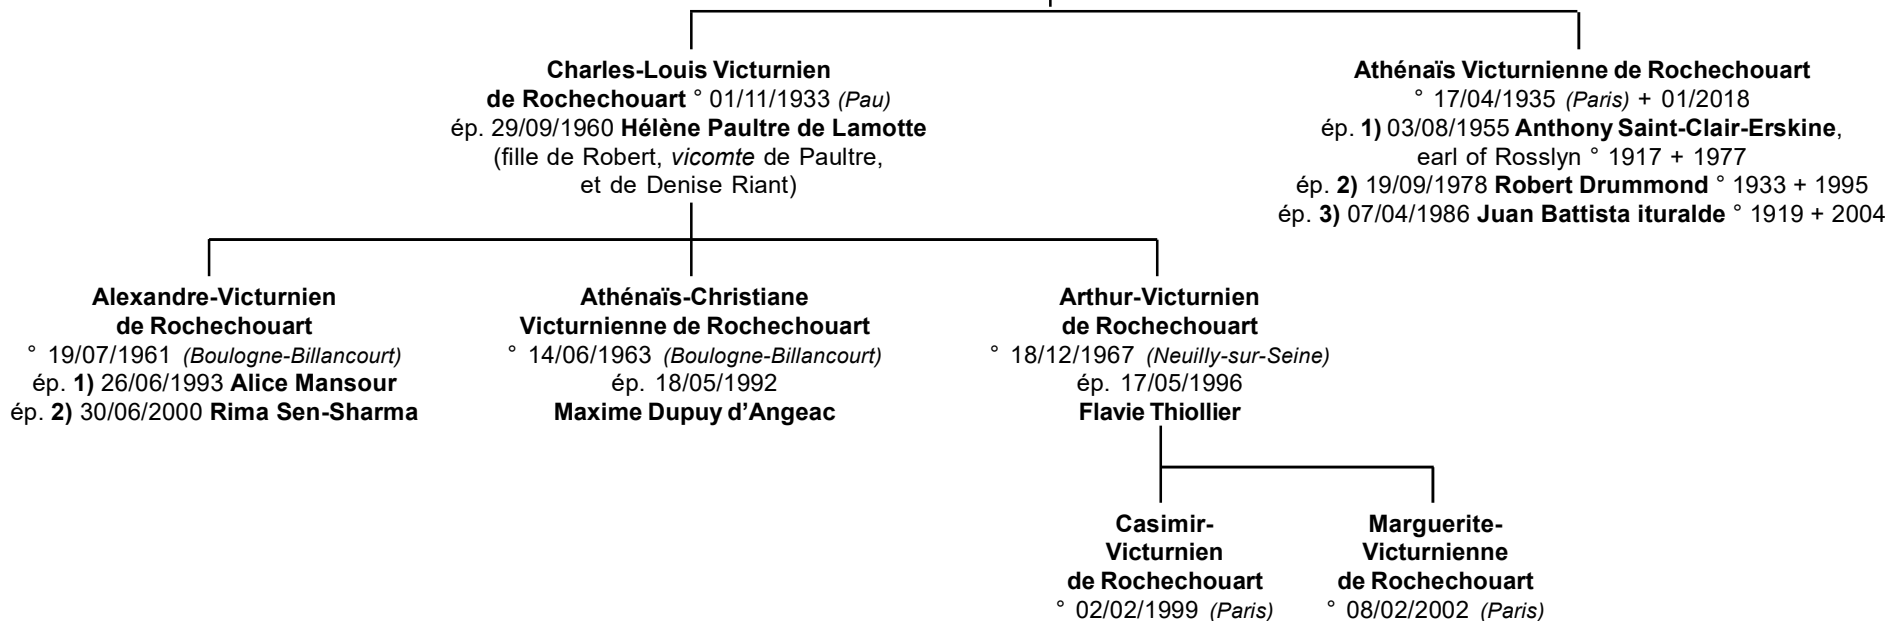 Charles-Louis Victurnien
de Rochechouart ° 01/11/1933 (Pau)
ép. 29/09/1960 Hélène Paultre de Lamotte
(fille de Robert, vicomte de Paultre,
et de Denise Riant)
Athénaïs Victurnienne de Rochechouart
° 17/04/1935 (Paris) + 01/2018
ép. 1) 03/08/1955 Anthony Saint-Clair-Erskine,
earl of Rosslyn ° 1917 + 1977
ép. 2) 19/09/1978 Robert Drummond ° 1933 + 1995
ép. 3) 07/04/1986 Juan Battista ituralde ° 1919 + 2004
Alexandre-Victurnien
de Rochechouart
° 19/07/1961 (Boulogne-Billancourt)
ép. 1) 26/06/1993 Alice Mansour
ép. 2) 30/06/2000 Rima Sen-Sharma
Athénaïs-Christiane
Victurnienne de Rochechouart
° 14/06/1963 (Boulogne-Billancourt)
ép. 18/05/1992
Maxime Dupuy d’Angeac
Arthur-Victurnien
de Rochechouart
° 18/12/1967 (Neuilly-sur-Seine)
ép. 17/05/1996
Flavie Thiollier
Casimir-
Victurnien
de Rochechouart
° 02/02/1999 (Paris)
Marguerite-
Victurnienne
de Rochechouart
° 08/02/2002 (Paris)